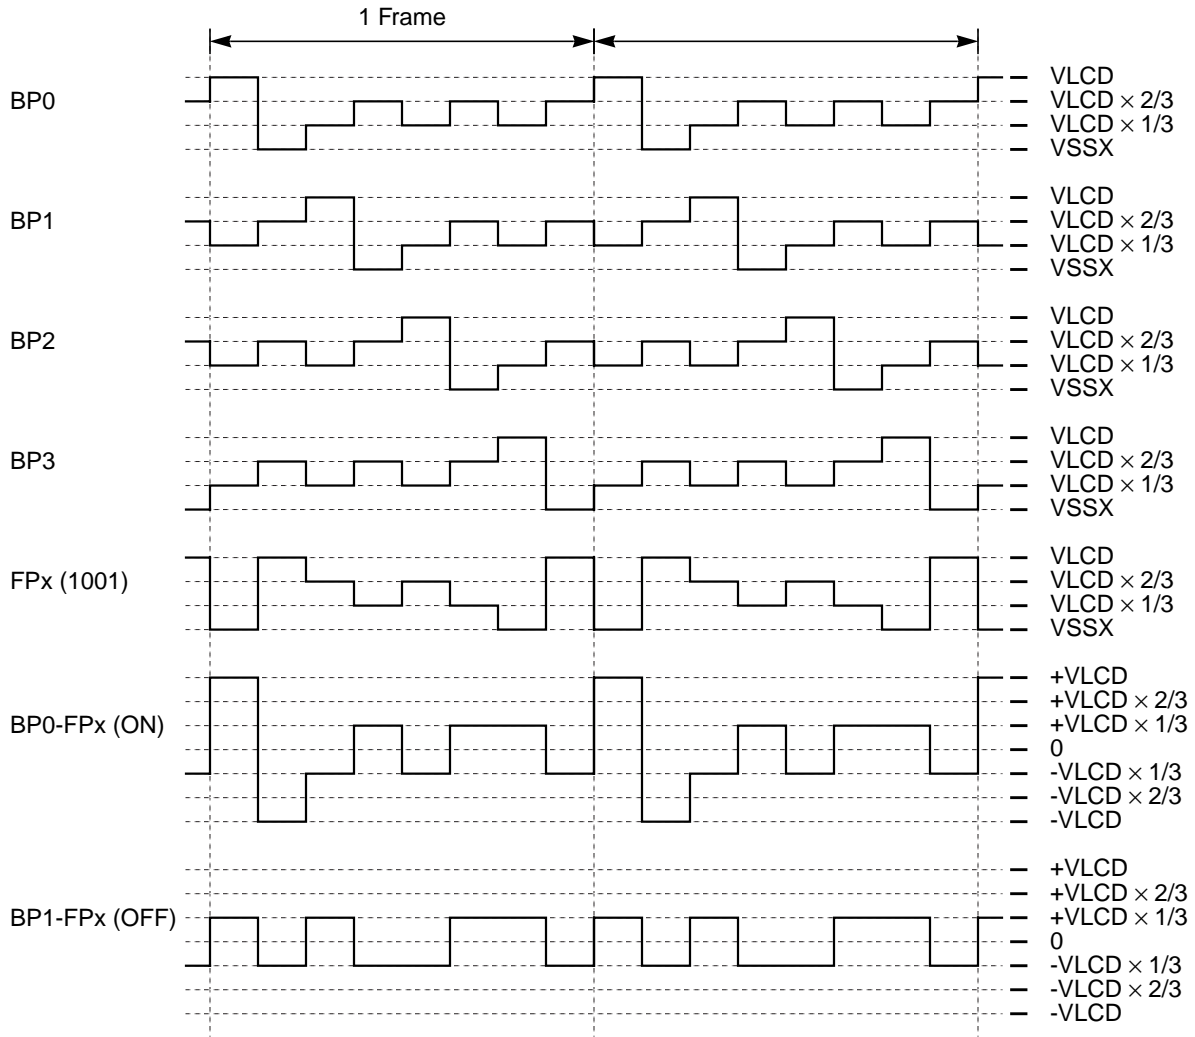 1 Frame
BP0
VLCD
VLCD × 2/3
VLCD × 1/3
VSSX
BP1
VLCD
VLCD × 2/3
VLCD × 1/3
VSSX
BP2
VLCD
VLCD × 2/3
VLCD × 1/3
VSSX
BP3
VLCD
VLCD × 2/3
VLCD × 1/3
VSSX
FPx (1001)
VLCD
VLCD × 2/3
VLCD × 1/3
VSSX
BP0-FPx (ON)
+VLCD
+VLCD × 2/3
+VLCD × 1/3
0
-VLCD × 1/3
-VLCD × 2/3
-VLCD
BP1-FPx (OFF)
+VLCD
+VLCD × 2/3
+VLCD × 1/3
0
-VLCD × 1/3
-VLCD × 2/3
-VLCD